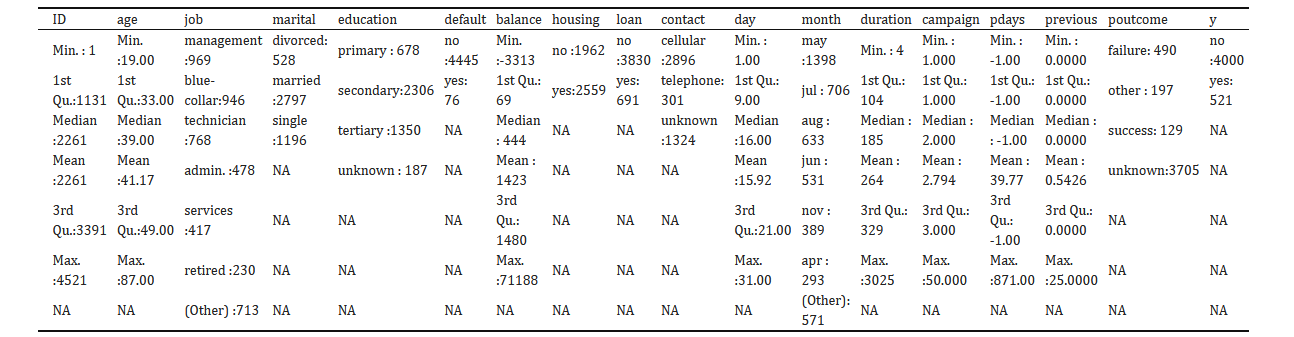 ID age job marital education default balance housing loan contact day month duration campaign pdays previous poutcome y
Min. : 1 Min. :19.00 management :969 divorced: 528 primary : 678 no :4445 Min. :-3313 no :1962 no :3830 cellular :2896 Min. : 1.00 may :1398 Min. : 4 Min. : 1.000 Min. : -1.00 Min. : 0.0000 failure: 490 no :4000
1st Qu.:1131 1st Qu.:33.00 blue-collar:946 married :2797 secondary:2306 yes: 76 1st Qu.: 69 yes:2559 yes: 691 telephone: 301 1st Qu.: 9.00 jul : 706 1st Qu.: 104 1st Qu.: 1.000 1st Qu.: -1.00 1st Qu.: 0.0000 other : 197 yes: 521
Median :2261 Median :39.00 technician :768 single :1196 tertiary :1350 NA Median : 444 NA NA unknown :1324 Median :16.00 aug : 633 Median : 185 Median : 2.000 Median : -1.00 Median : 0.0000 success: 129 NA
Mean :2261 Mean :41.17 admin. :478 NA unknown : 187 NA Mean : 1423 NA NA NA Mean :15.92 jun : 531 Mean : 264 Mean : 2.794 Mean : 39.77 Mean : 0.5426 unknown:3705 NA
3rd Qu.:3391 3rd Qu.:49.00 services :417 NA NA NA 3rd Qu.: 1480 NA NA NA 3rd Qu.:21.00 nov : 389 3rd Qu.: 329 3rd Qu.: 3.000 3rd Qu.: -1.00 3rd Qu.: 0.0000 NA NA
Max. :4521 Max. :87.00 retired :230 NA NA NA Max. :71188 NA NA NA Max. :31.00 apr : 293 Max. :3025 Max. :50.000 Max. :871.00 Max. :25.0000 NA NA
NA NA (Other) :713 NA NA NA NA NA NA NA NA (Other): 571 NA NA NA NA NA NA